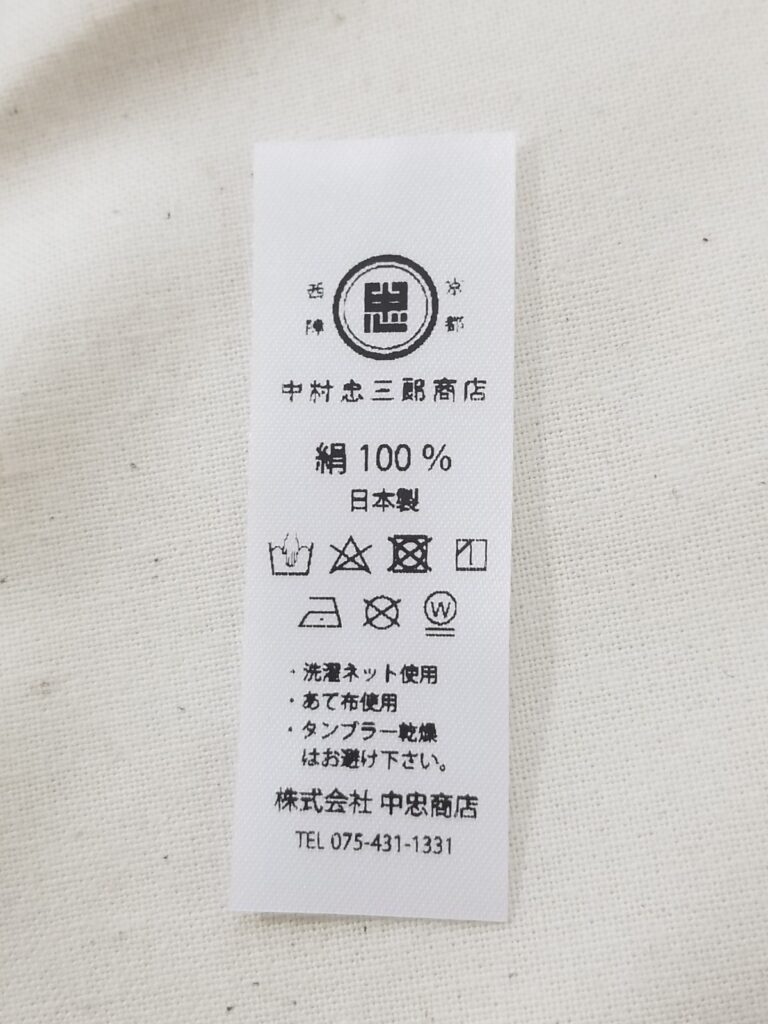 京都
西陣
忠
中村忠三郎商店
絹 100 %
日本製
W
・洗濯ネット使用
・あて布使用
・タンブラー乾燥
はお避け下さい。
株式会社 中忠商店
TEL 075-431-1331